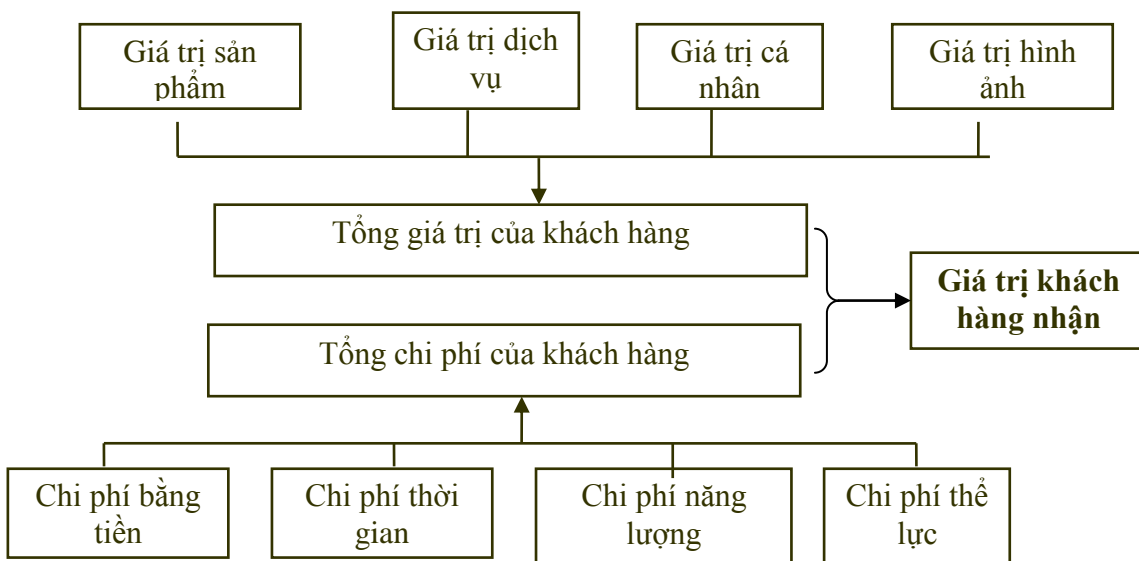 Giá trị sản
phẩm
Giá trị dịch
vụ
Giá trị cá
nhân
Giá trị hình
ảnh
Tổng giá trị của khách hàng
Giá trị khách
hàng nhận
Tổng chi phí của khách hàng
Chi phí bằng
tiền
Chi phí thời
gian
Chi phí năng
lượng
Chi phí thể
lực